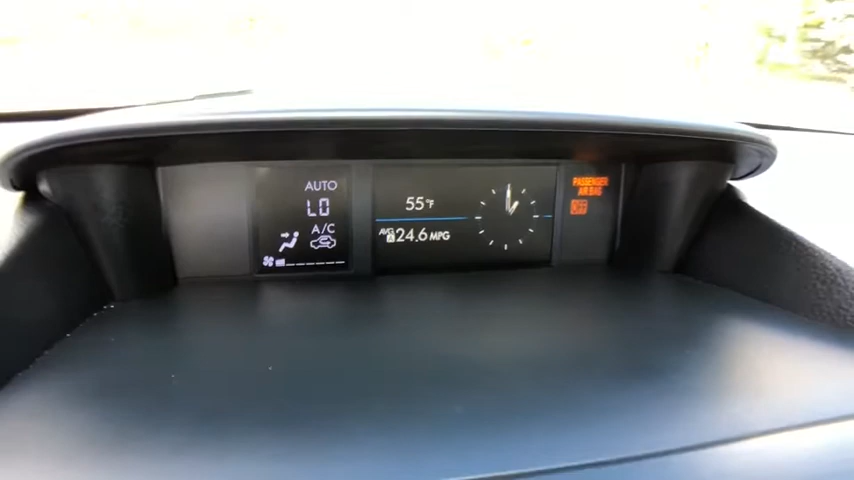 AUTO
LO
A/C
55°F
AVG A 24.6 MPG
PASSENGER
AIR BAG
OFF